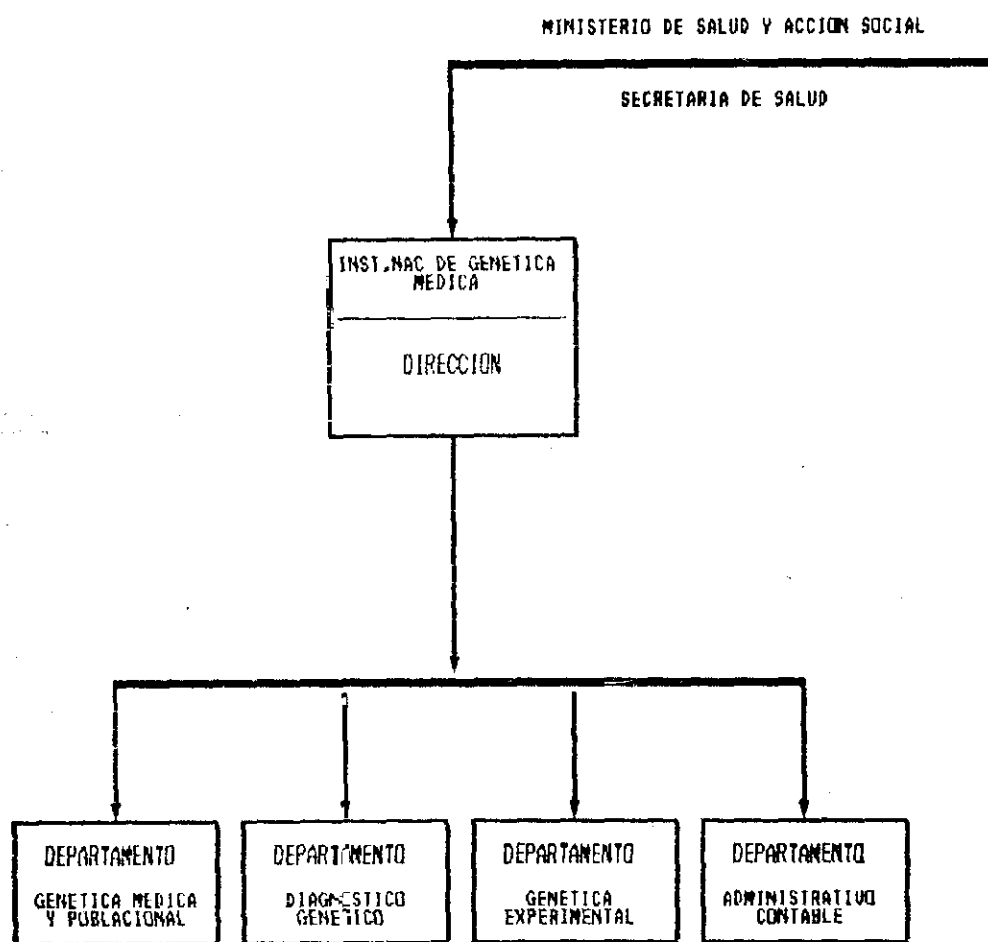 MINISTERIO DE SALUD Y ACCION SOCIAL
SECRETARIA DE SALUD
INST.NAC DE GENETICA
MEDICA
DIRECCION
DEPARTAMENTO
GENETICA MEDICA
Y POBLACIONAL
DEPARTAMENTO
DIAGNOSTICO
GENETICO
DEPARTAMENTO
GENETICA
EXPERIMENTAL
DEPARTAMENTO
ADMINISTRATIVO
CONTABLE